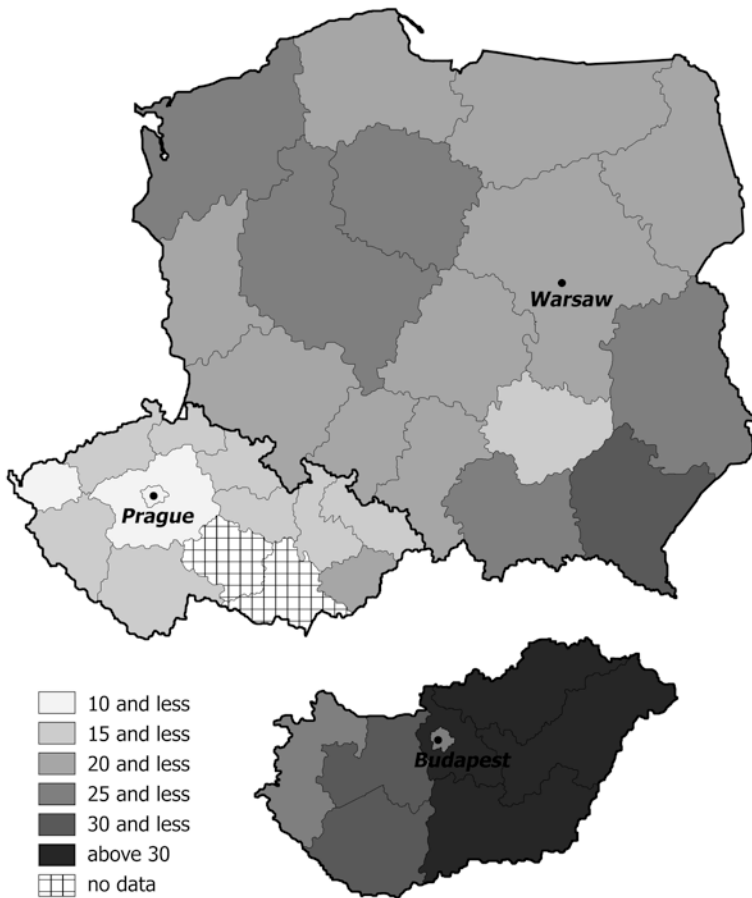 Warsaw
Prague
Budapest
10 and less
15 and less
20 and less
25 and less
30 and less
above 30
no data